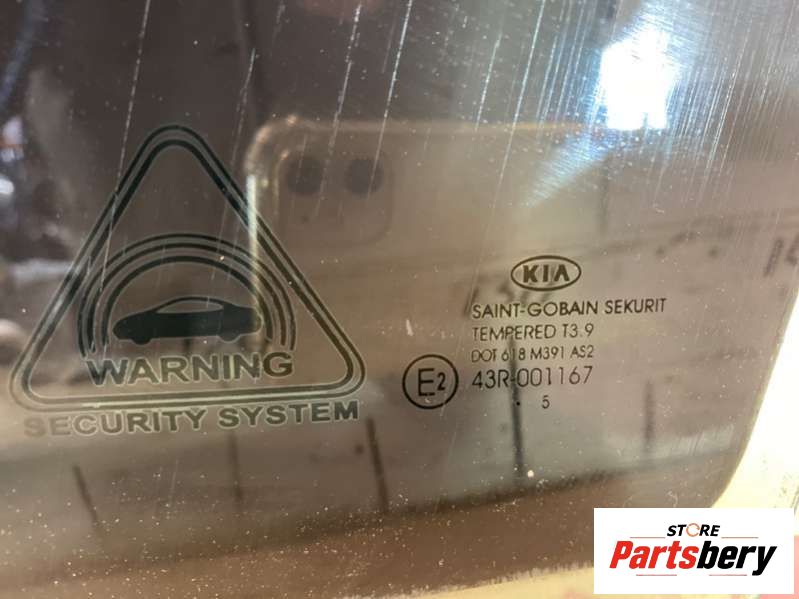 WARNING
SECURITY SYSTEM
KIA
SAINT-GOBAIN SEKURIT
TEMPERED T3.9
DOT 618 M391 AS2
E2
43R-001167
. 5
STORE
Partsbery